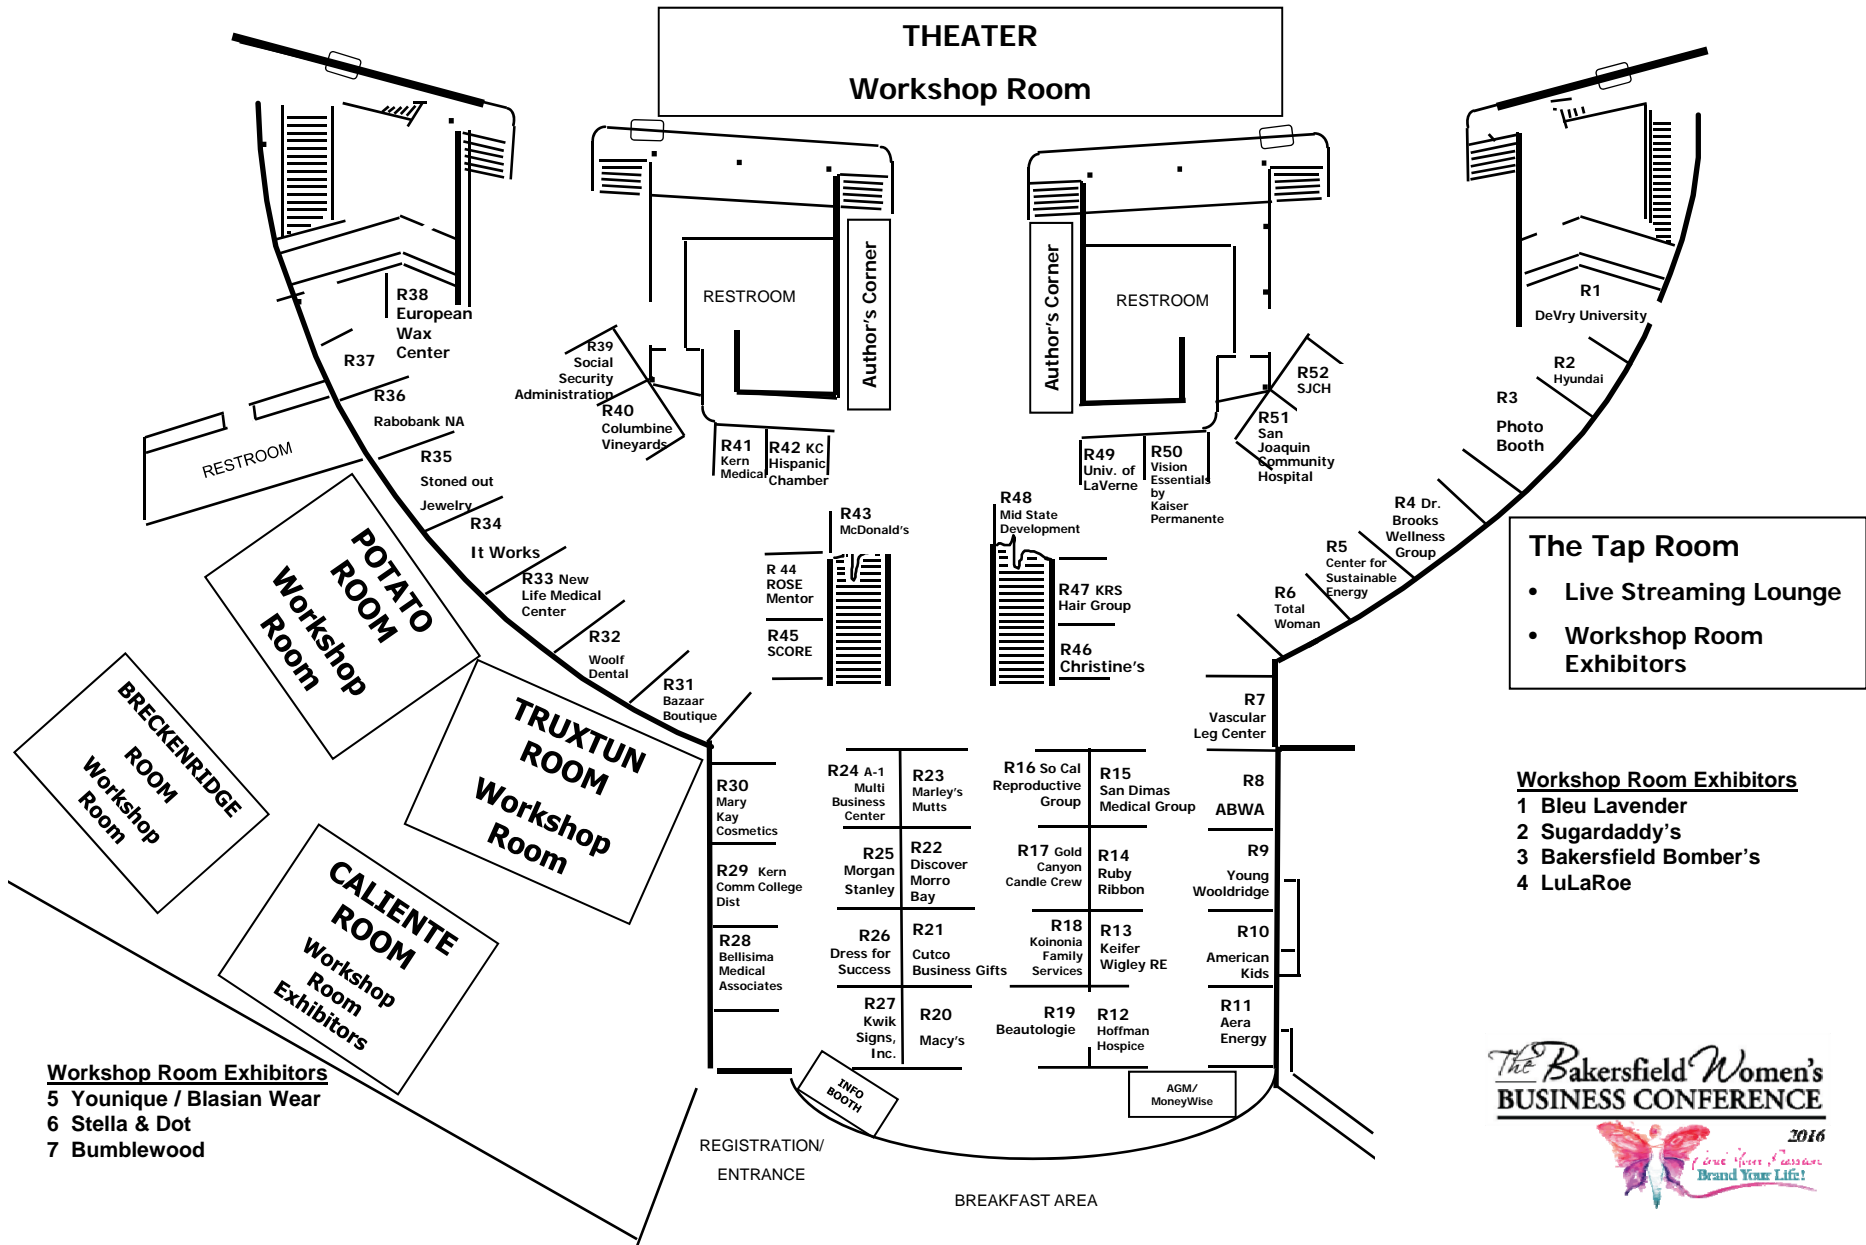 THEATER
Workshop Room
R38
European
Wax
Center
R37
R36
Rabobank NA
R35
Stoned out
Jewelry
R34
It Works
R33 New
Life Medical
Center
R32
Woolf
Dental
R31
Bazaar
Boutique
RESTROOM
R39
Social
Security
Administration
R40
Columbine
Vineyards
RESTROOM
Author's Corner
R41
Kern
Medical
R42 KC
Hispanic
Chamber
R43
McDonald's
R 44
ROSE
Mentor
R45
SCORE
Author's Corner
RESTROOM
R49
Univ. of
LaVerne
R50
Vision
Essentials
by
Kaiser
Permanente
R48
Mid State
Development
R47 KRS
Hair Group
R46
Christine's
R52
SJCH
R51
San
Joaquin
Community
Hospital
R1
DeVry University
R2
Hyundai
R3
Photo
Booth
R4 Dr.
Brooks
Wellness
Group
R5
Center for
Sustainable
Energy
R6
Total
Woman
R7
Vascular
Leg Center
The Tap Room
• Live Streaming Lounge
• Workshop Room
Exhibitors
Workshop Room Exhibitors
1 Bleu Lavender
2 Sugardaddy's
3 Bakersfield Bomber's
4 LuLaRoe
POTATO
ROOM
Workshop
Room
BRECKENRIDGE
ROOM
Workshop
Room
TRUXTUN
ROOM
Workshop
Room
CALIENTE
ROOM
Workshop
Room
Exhibitors
R30
Mary
Kay
Cosmetics
R29 Kern
Comm College
Dist
R28
Bellisima
Medical
Associates
R24 A-1
Multi
Business
Center
R23
Marley's
Mutts
R25
Morgan
Stanley
R22
Discover
Morro
Bay
R26
Dress for
Success
R21
Cutco
Business Gifts
R27
Kwik
Signs,
Inc.
R20
Macy's
R16 So Cal
Reproductive
Group
R15
San Dimas
Medical Group
R17 Gold
Canyon
Candle Crew
R14
Ruby
Ribbon
R18
Koinonia
Family
Services
R13
Keifer
Wigley RE
R19
Beautologie
R12
Hoffman
Hospice
R8
ABWA
R9
Young
Wooldridge
R10
American
Kids
R11
Aera
Energy
INFO
BOOTH
AGM/
MoneyWise
Workshop Room Exhibitors
5 Younique / Blasian Wear
6 Stella & Dot
7 Bumblewood
REGISTRATION/
ENTRANCE
BREAKFAST AREA
The Bakersfield Women's
BUSINESS CONFERENCE
2016
Find Your Passion
Brand Your Life!